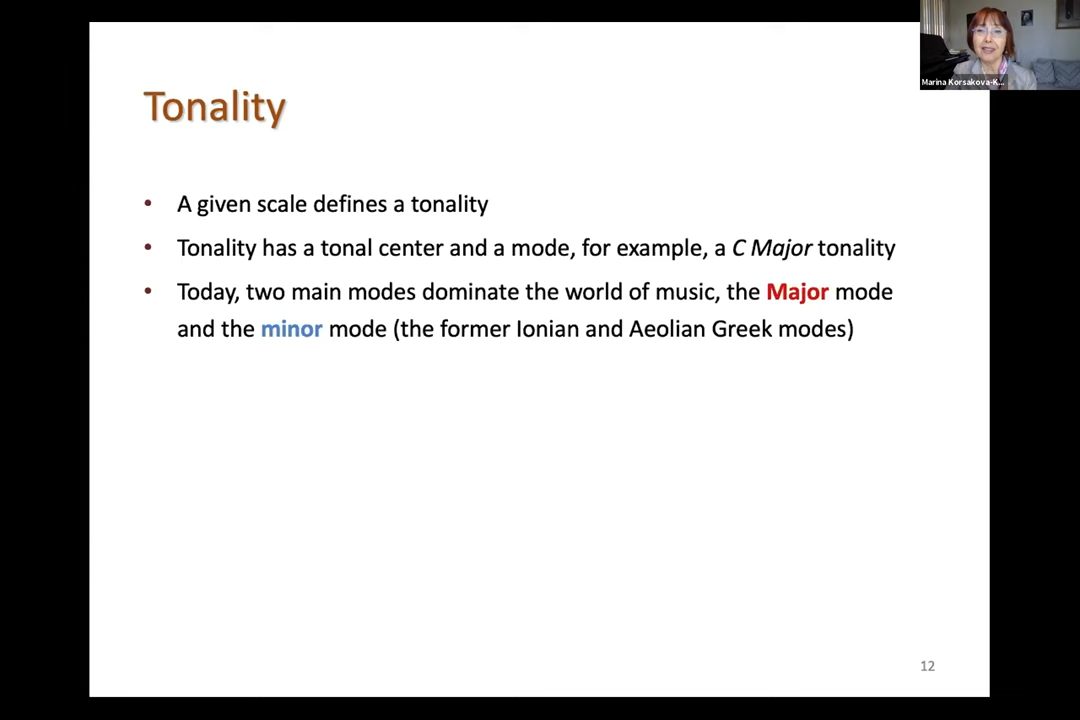 Marina Korsakova-K...
Tonality
• A given scale defines a tonality
• Tonality has a tonal center and a mode, for example, a C Major tonality
• Today, two main modes dominate the world of music, the Major mode
and the minor mode (the former Ionian and Aeolian Greek modes)
12